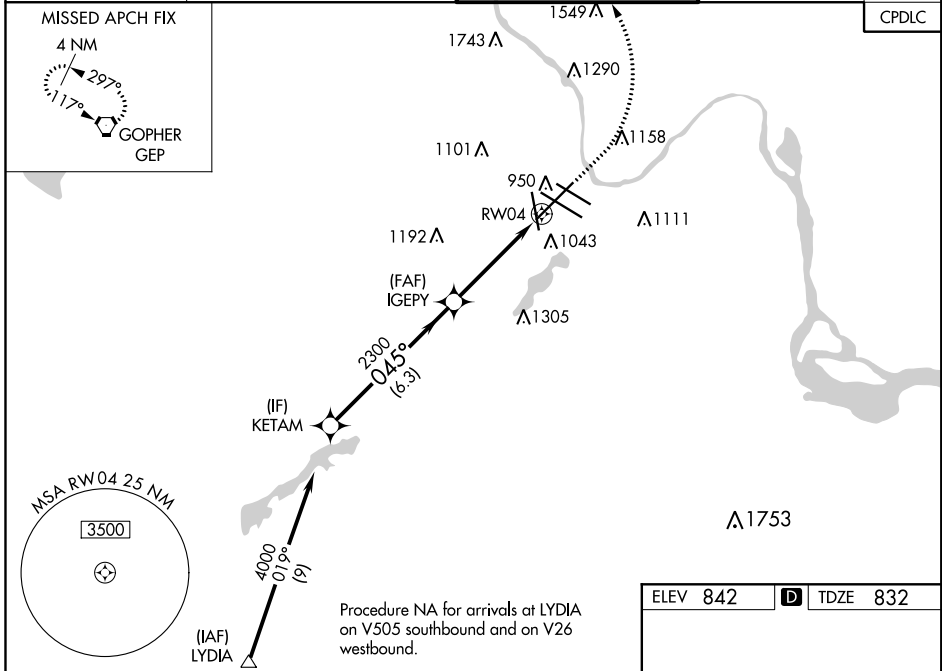 MISSED APCH FIX
4 NM
297°
117°
GOPHER
GEP
CPDLC
1549
1743
1290
1158
1101
950
RW04
1111
1192
1043
(FAF)
IGEPY
1305
2300
045°
(6.3)
(IF)
KETAM
MSA RW04 25 NM
3500
1753
4000
019°
(9)
(IAF)
LYDIA
Procedure NA for arrivals at LYDIA
on V505 southbound and on V26
westbound.
ELEV 842 D TDZE 832